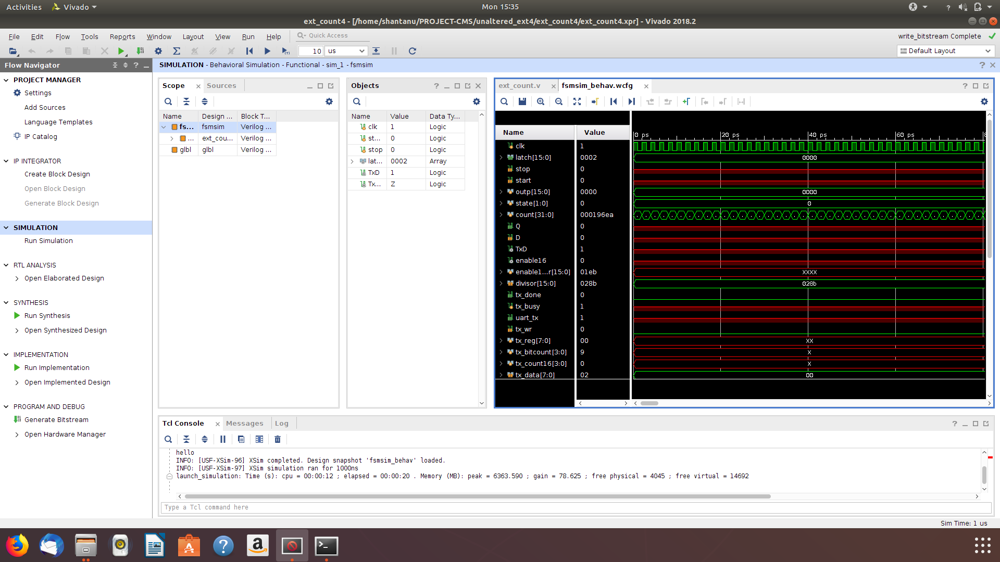 Activities Vivado Mon 15:35 ?
ext_count4 - [/home/shantanu/PROJECT-CMS/unaltered_ext4/ext_count4/ext_count4.xpr] - Vivado 2018.2
File Edit Flow Tools Reports Window Layout View Run Help Quick Access write_bitstream Complete
10 us Default Layout
Flow Navigator ?
SIMULATION - Behavioral Simulation - Functional - sim_1 - fsmsim ?
PROJECT MANAGER
Settings
Add Sources
Language Templates
IP Catalog
IP INTEGRATOR
Create Block Design
Open Block Design
Generate Block Design
SIMULATION
Run Simulation
RTL ANALYSIS
Open Elaborated Design
SYNTHESIS
Run Synthesis
Open Synthesized Design
IMPLEMENTATION
Run Implementation
Open Implemented Design
PROGRAM AND DEBUG
Generate Bitstream
Open Hardware Manager
Scope Sources
Name Design ... Block T...
fs... fsmsim Verilog ...
... ext_cou... Verilog ...
glbl glbl Verilog ...
Objects ?
Name Value Data Ty...
clk 1 Logic
st... 0 Logic
stop 0 Logic
lat... 0002 Array
TxD 1 Logic
Tx... Z Logic
ext_count.v fsmsim_behav.wcfg ?
Name Value 0 ps 20 ps 40 ps 60 ps 8
clk 1
latch[15:0] 0002 0000
stop 0
start 0
outp[15:0] 0000 0000
state[1:0] 0 0
count[31:0] 000196ea
Q 0
D 0
TxD 1
enable16 0
enable1...r[15:0] 01eb XXXX
divisor[15:0] 028b 028b
tx_done 0
tx_busy 1
uart_tx 1
tx_wr 0
tx_reg[7:0] 00 XX
tx_bitcount[3:0] 9 X
tx_count16[3:0] 0 X
tx_data[7:0] 02 00
Tcl Console Messages Log ?
hello
INFO: [USF-XSim-96] XSim completed. Design snapshot 'fsmsim_behav' loaded.
INFO: [USF-XSim-97] XSim simulation ran for 1000ns
launch_simulation: Time (s): cpu = 00:00:12 ; elapsed = 00:00:20 . Memory (MB): peak = 6363.590 ; gain = 78.625 ; free physical = 4045 ; free virtual = 14692
Type a Tcl command here
Sim Time: 1 us